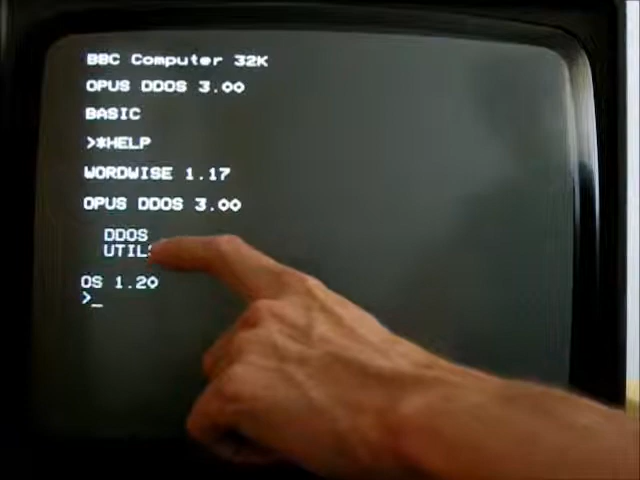 BBC Computer 32K
OPUS DDOS 3.00
BASIC
>*HELP
WORDWISE 1.17
OPUS DDOS 3.00
DDOS
UTILS
OS 1.20
>_